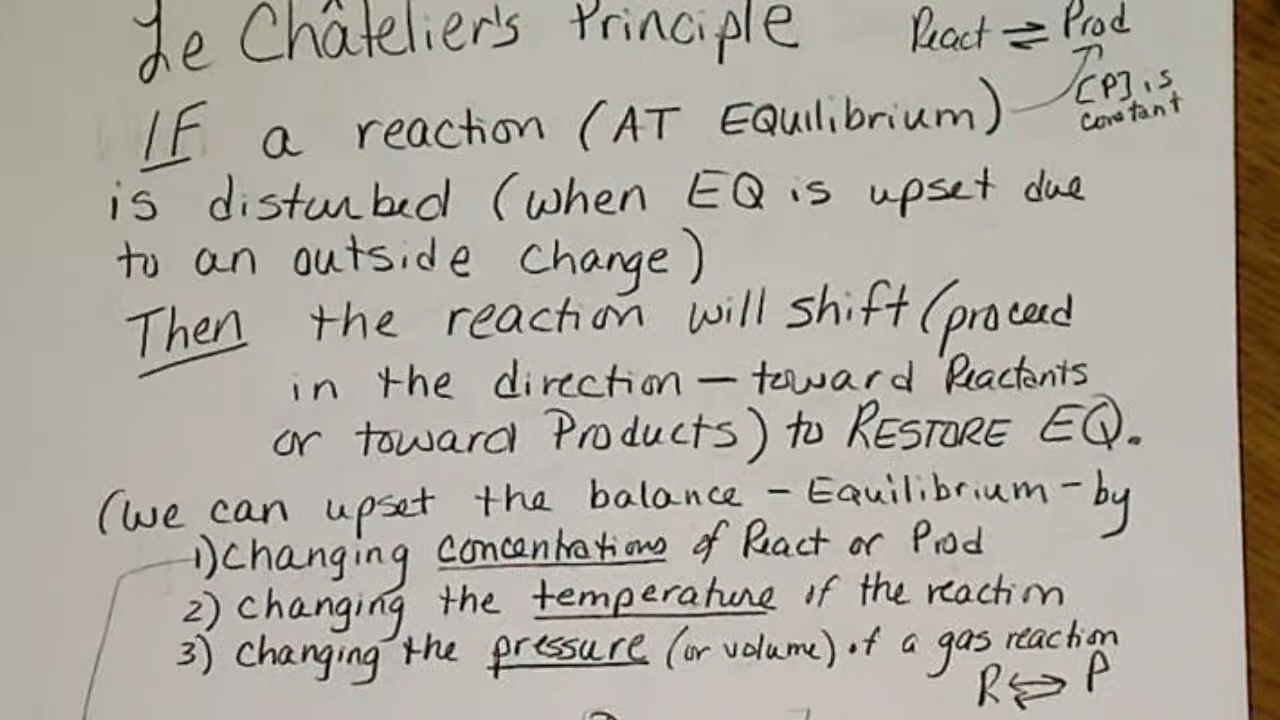 Le Châtelier's Principle
React ⇌ Prod
[P] is
constant
IF a reaction (AT EQuilibrium)
is disturbed (when EQ is upset due
to an outside change)
Then the reaction will shift (proceed
in the direction — toward Reactants
or toward Products) to RESTORE EQ.
(we can upset the balance - Equilibrium - by
1) changing concentrations of React or Prod
2) changing the temperature of the reaction
3) changing the pressure (or volume) of a gas reaction
R ⇌ P